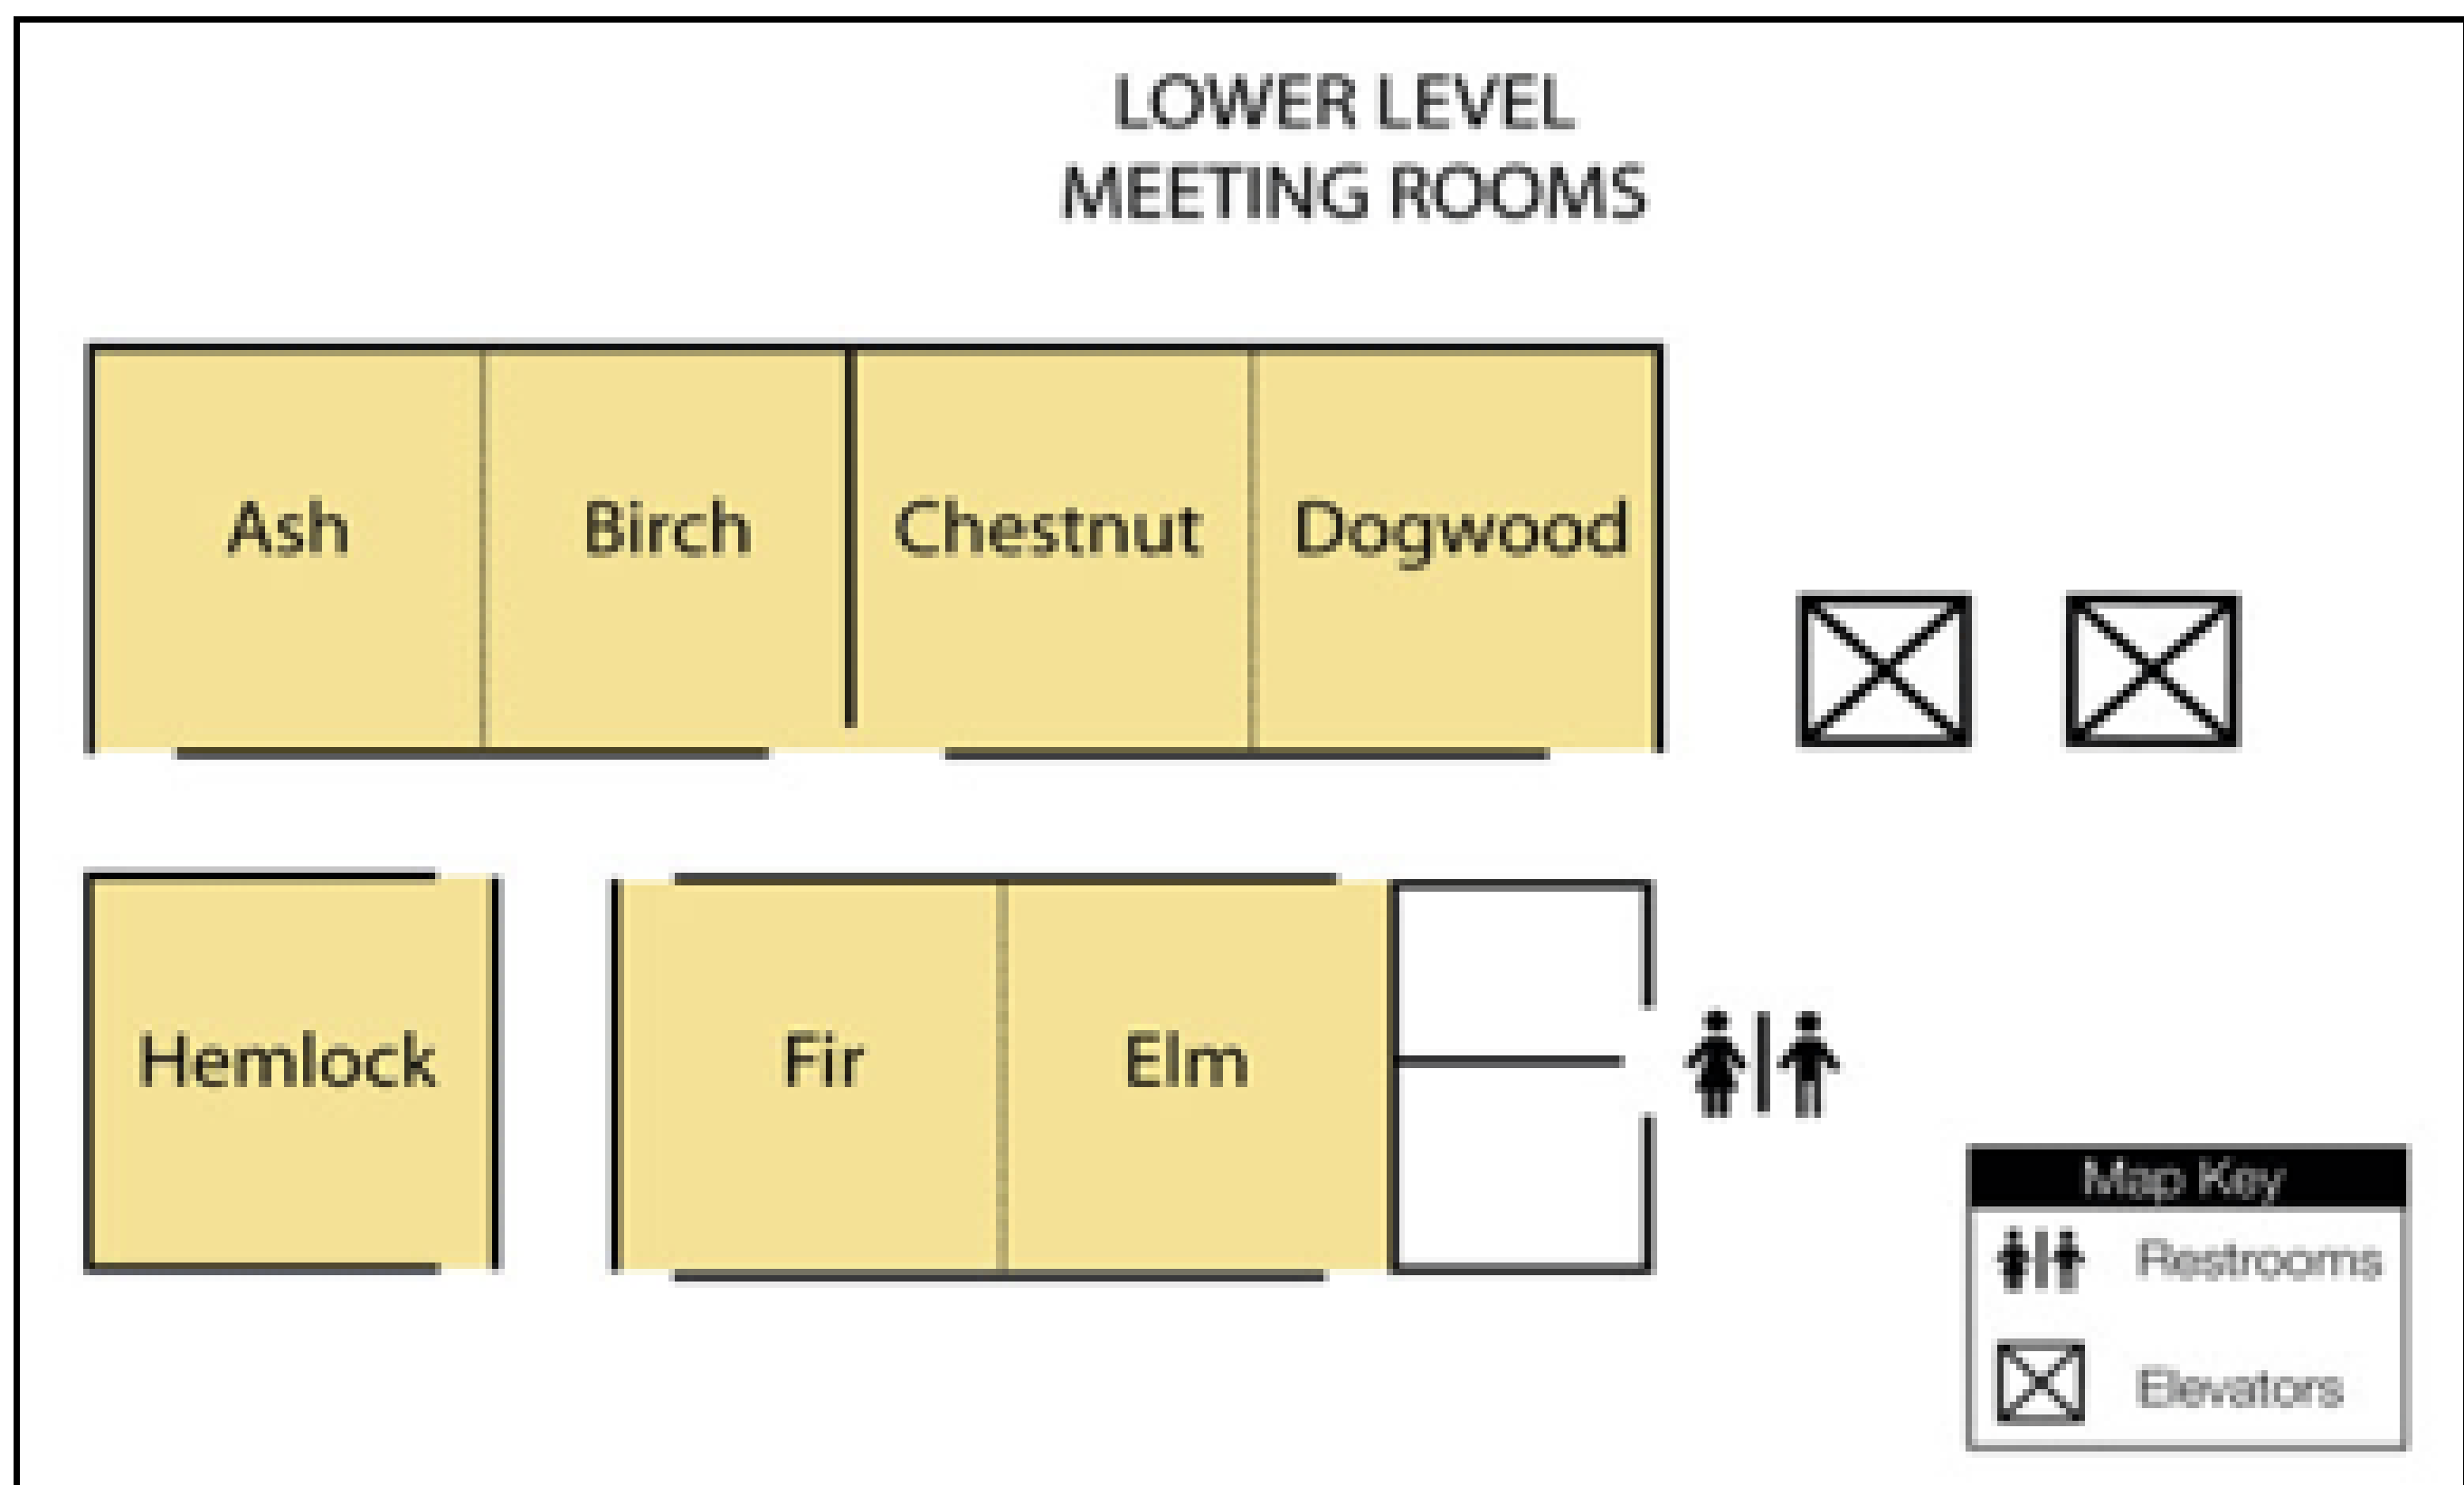 LOWER LEVEL
MEETING ROOMS
Ash Birch Chestnut Dogwood
Hemlock Fir Elm
Map Key
Restrooms
Elevators